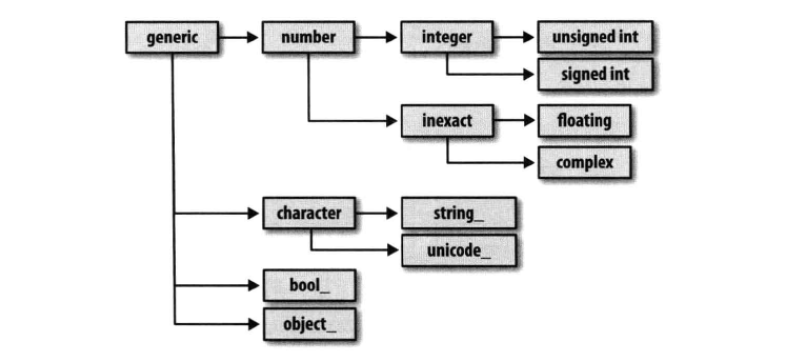 generic
number
integer
unsigned int
signed int
inexact
floating
complex
character
string_
unicode_
bool_
object_